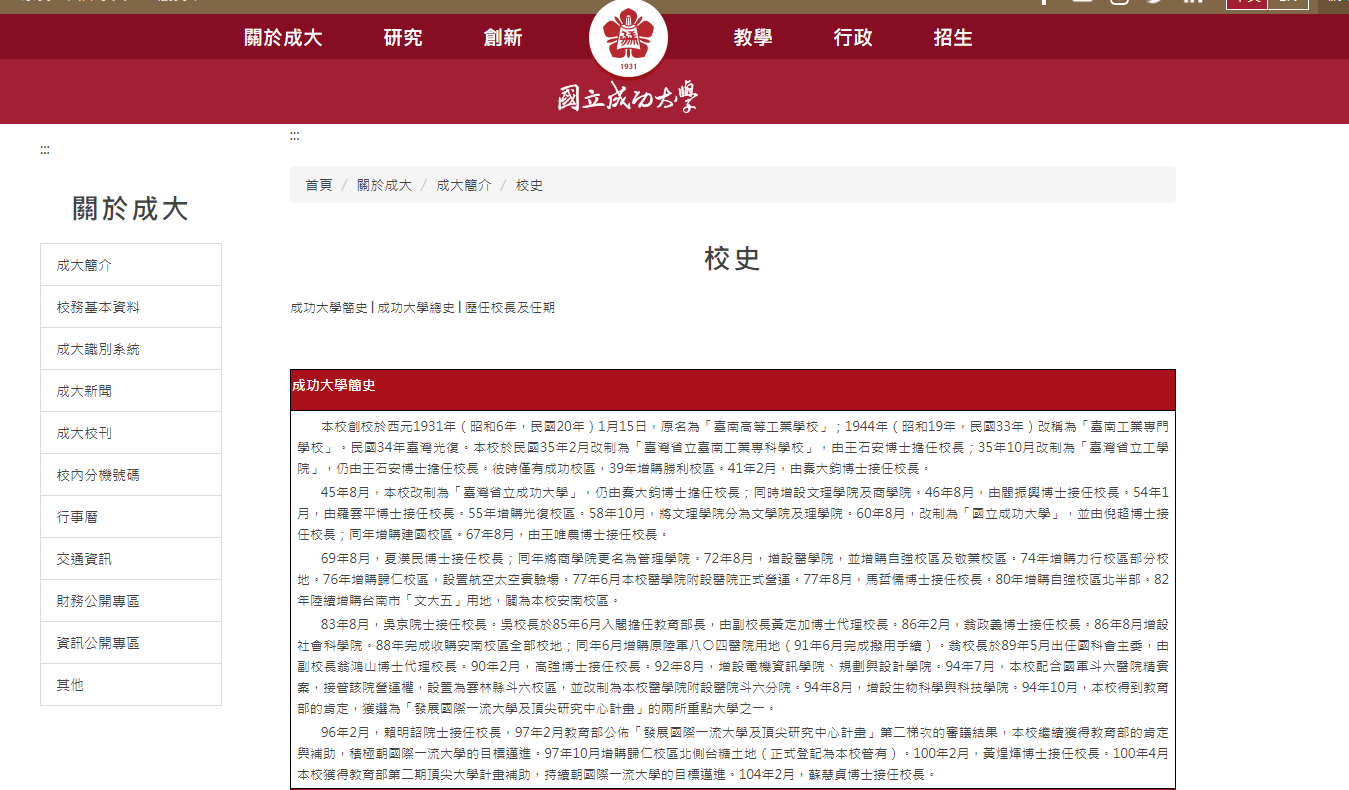 關於成大
研究
創新
教學
行政
招生
1931
國立成功大學
:::
:::
關於成大
成大簡介
校務基本資料
成大識別系統
成大新聞
成大校刊
校內分機號碼
行事曆
交通資訊
財務公開專區
資訊公開專區
其他
首頁 / 關於成大 / 成大簡介 / 校史
校史
成功大學簡史 | 成功大學總史 | 歷任校長及任期
成功大學簡史
本校創校於西元1931年（昭和6年，民國20年）1月15日，原名為「臺南高等工業學校」；1944年（昭和19年，民國33年）改稱為「臺南工業專門
學校」。民國34年臺灣光復。本校於民國35年2月改制為「臺灣省立臺南工業專科學校」，由王石安博士擔任校長；35年10月改制為「臺灣省立工學
院」，仍由王石安博士擔任校長。彼時僅有成功校區，39年增購勝利校區。41年2月，由秦大鈞博士接任校長。
45年8月，本校改制為「臺灣省立成功大學」，仍由秦大鈞博士擔任校長；同時增設文理學院及商學院。46年8月，由閻振興博士接任校長。54年1
月，由羅雲平博士接任校長。55年增購光復校區。58年10月，將文理學院分為文學院及理學院。60年8月，改制為「國立成功大學」，並由倪超博士接
任校長；同年增購建國校區。67年8月，由王唯農博士接任校長。
69年8月，夏漢民博士接任校長；同年將商學院更名為管理學院。72年8月，增設醫學院，並增購自強校區及敬業校區。74年增購力行校區部分校
地。76年增購歸仁校區，設置航空太空實驗場。77年6月本校醫學院附設醫院正式營運。77年8月，馬哲儒博士接任校長。80年增購自強校區北半部。82
年陸續增購台南市「文大五」用地，闢為本校安南校區。
83年8月，吳京院士接任校長。吳校長於85年6月入閣擔任教育部長，由副校長黃定加博士代理校長。86年2月，翁政義博士接任校長。86年8月增設
社會科學院。88年完成收購安南校區全部校地；同年6月增購原陸軍八〇四醫院用地（91年6月完成撥用手續）。翁校長於89年5月出任國科會主委，由
副校長翁鴻山博士代理校長。90年2月，高強博士接任校長。92年8月，增設電機資訊學院、規劃與設計學院。94年7月，本校配合國軍斗六醫院精實
案，接管該院營運權，設置為雲林縣斗六校區，並改制為本校醫學院附設醫院斗六分院。94年8月，增設生物科學與科技學院。94年10月，本校得到教育
部的肯定，獲選為「發展國際一流大學及頂尖研究中心計畫」的兩所重點大學之一。
96年2月，賴明詔院士接任校長，97年2月教育部公佈「發展國際一流大學及頂尖研究中心計畫」第二梯次的審議結果，本校繼續獲得教育部的肯定
與補助，積極朝國際一流大學的目標邁進。97年10月增購歸仁校區北側台糖土地（正式登記為本校管有）。100年2月，黃煌煇博士接任校長。100年4月
本校獲得教育部第二期頂尖大學計畫補助，持續朝國際一流大學的目標邁進。104年2月，蘇慧貞博士接任校長。